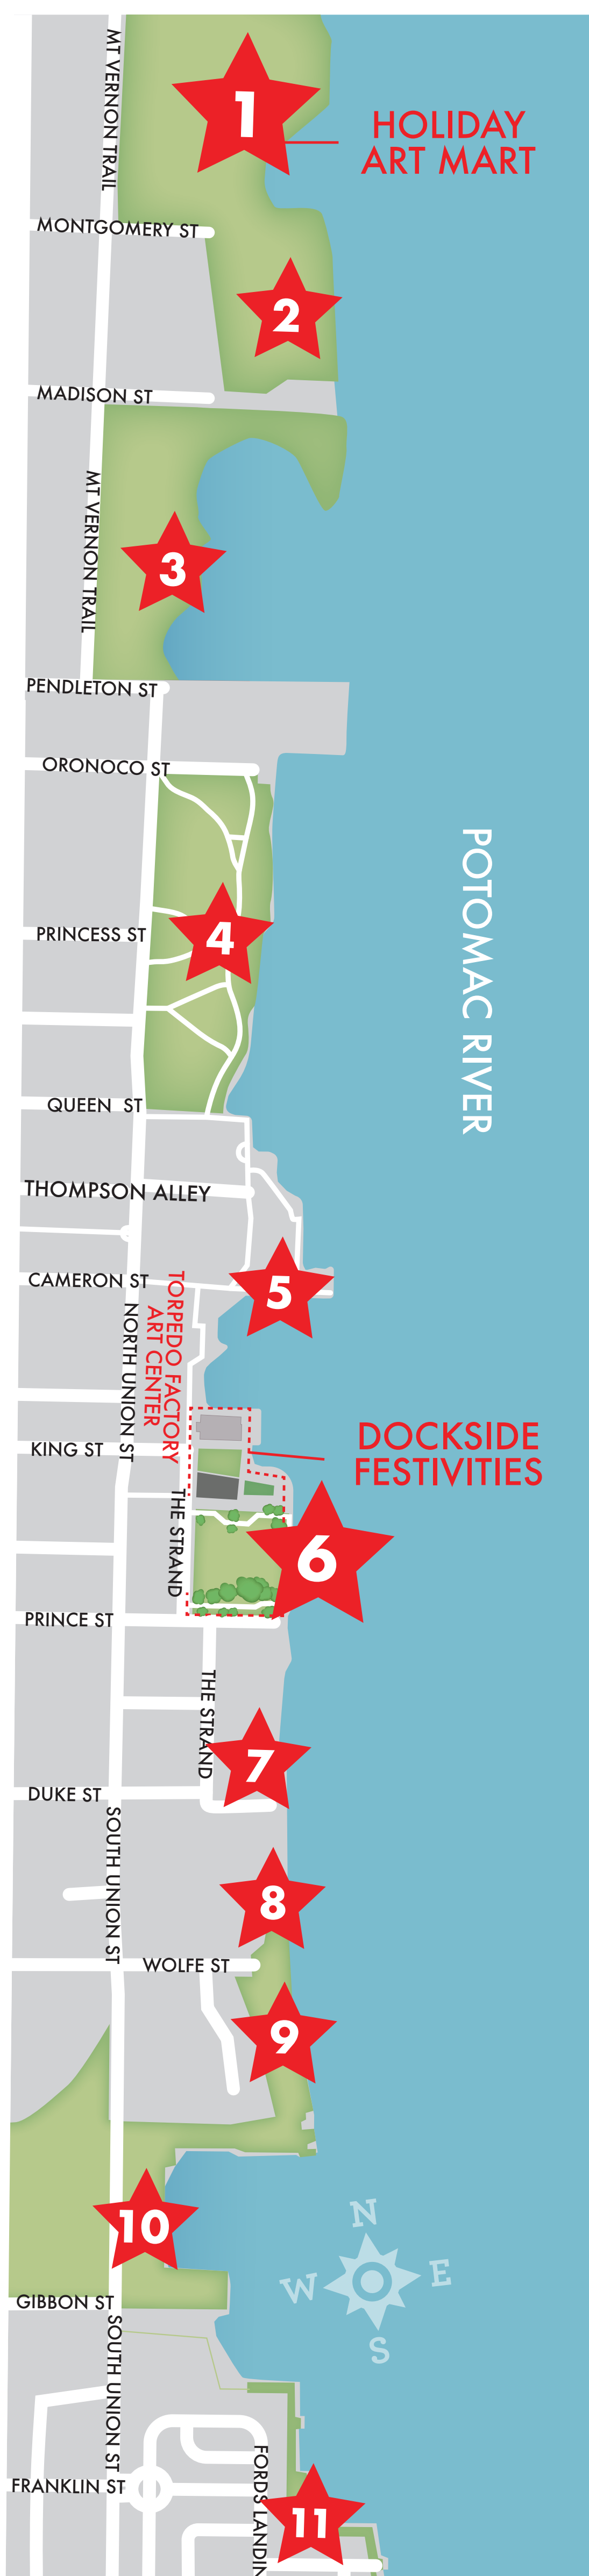 MT VERNON TRAIL
1
HOLIDAY
ART MART
MONTGOMERY ST
2
MADISON ST
MT VERNON TRAIL
3
PENDLETON ST
ORONOCO ST
POTOMAC RIVER
PRINCESS ST
4
QUEEN ST
THOMPSON ALLEY
CAMERON ST
5
TORPEDO FACTORY
ART CENTER
NORTH UNION ST
KING ST
DOCKSIDE
FESTIVITIES
THE STRAND
6
PRINCE ST
THE STRAND
7
DUKE ST
SOUTH UNION ST
8
WOLFE ST
9
10
N
W
E
S
GIBBON ST
SOUTH UNION ST
FORDS LANDIN
FRANKLIN ST
11